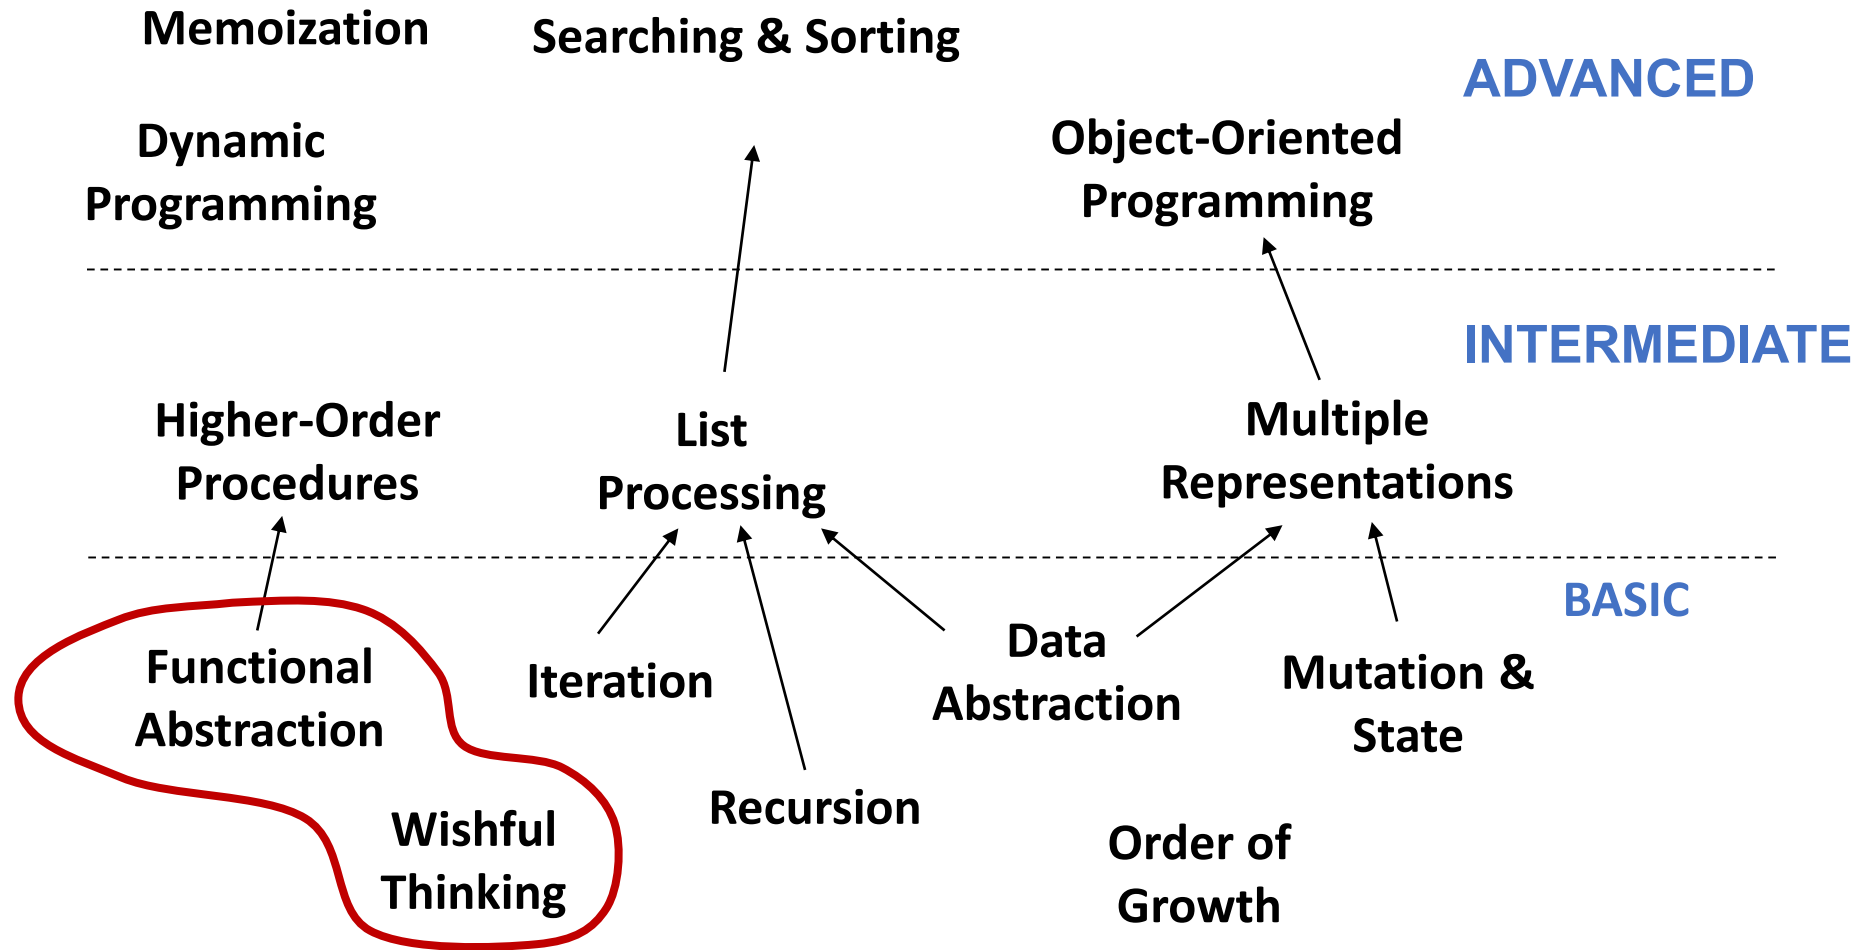 Memoization
Searching & Sorting
ADVANCED
Dynamic
Programming
Object-Oriented
Programming
INTERMEDIATE
Higher-Order
Procedures
List
Processing
Multiple
Representations
BASIC
Functional
Abstraction
Iteration
Data
Abstraction
Mutation &
State
Wishful
Thinking
Recursion
Order of
Growth